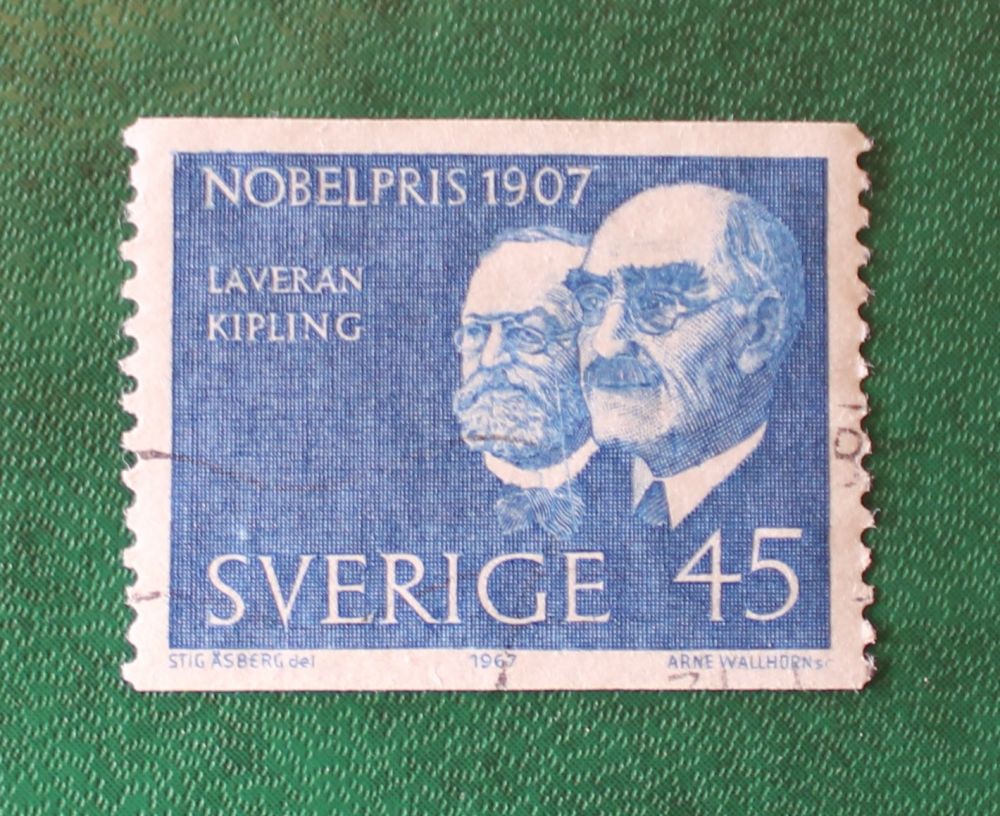 NOBELPRIS 1907
LAVERAN
KIPLING
SVERIGE 45
STIG ÅSBERG del 1967 ARNE WALLHORN sc